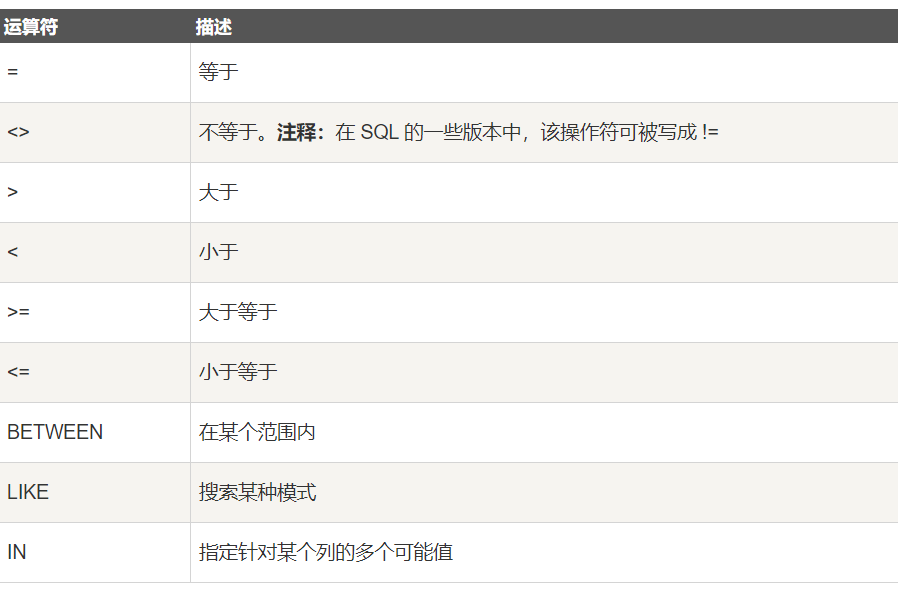 运算符 描述
= 等于
<> 不等于。注释：在 SQL 的一些版本中，该操作符可被写成 !=
> 大于
< 小于
>= 大于等于
<= 小于等于
BETWEEN 在某个范围内
LIKE 搜索某种模式
IN 指定针对某个列的多个可能值